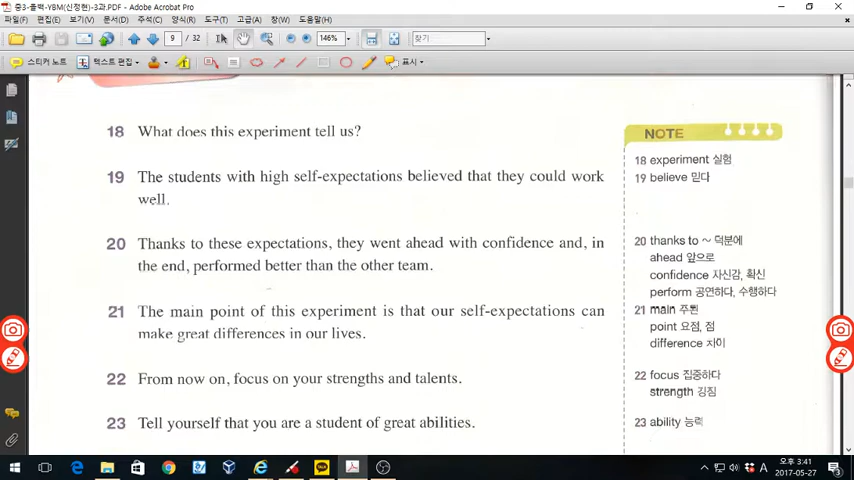 중3-졸백-YBM(신정현)-3과.PDF - Adobe Acrobat Pro
파일(F) 편집(E) 보기(V) 문서(D) 주석(C) 양식(R) 도구(T) 고급(A) 창(W) 도움말(H)
9 / 32 146% 찾기
스티커 노트 텍스트 편집 표시
18 What does this experiment tell us?
19 The students with high self-expectations believed that they could work
well.
20 Thanks to these expectations, they went ahead with confidence and, in
the end, performed better than the other team.
21 The main point of this experiment is that our self-expectations can
make great differences in our lives.
22 From now on, focus on your strengths and talents.
23 Tell yourself that you are a student of great abilities.
NOTE
18 experiment 실험
19 believe 믿다
20 thanks to ~ 덕분에
ahead 앞으로
confidence 자신감, 확신
perform 공연하다, 수행하다
21 main 주된
point 요점, 점
difference 차이
22 focus 집중하다
strength 강점
23 ability 능력
A 오후 3:41
2017-05-27
3